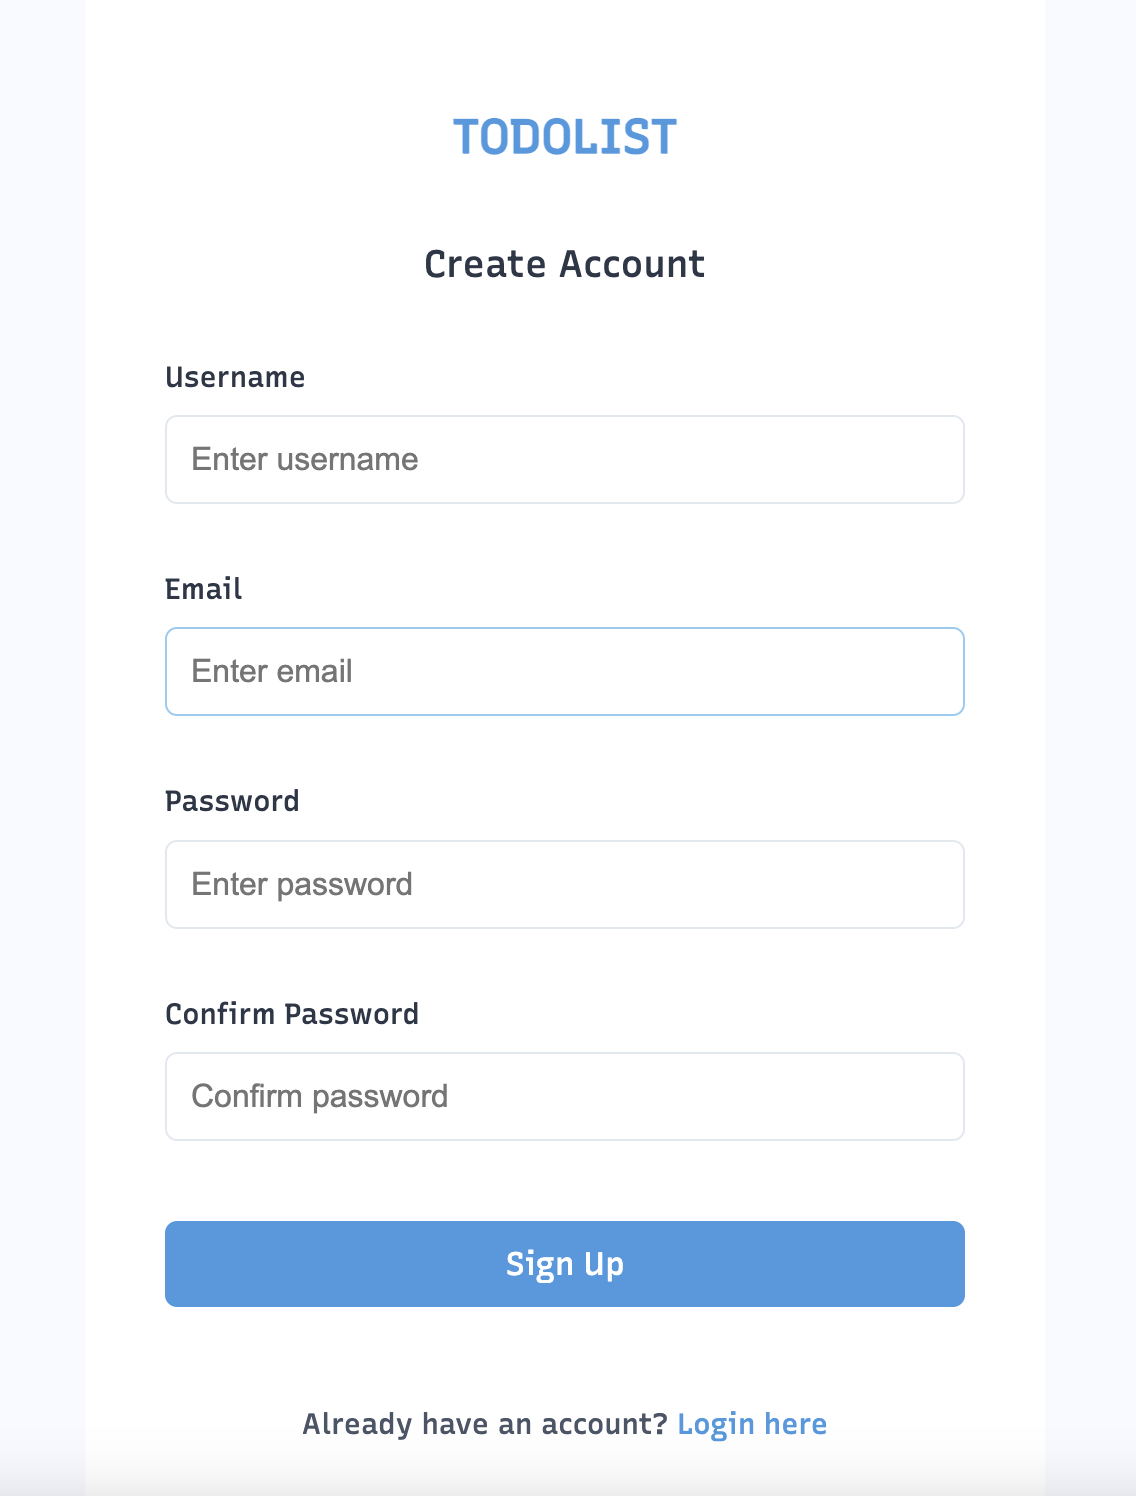 TODOLIST
Create Account
Username
Enter username
Email
Enter email
Password
Enter password
Confirm Password
Confirm password
Sign Up
Already have an account? Login here